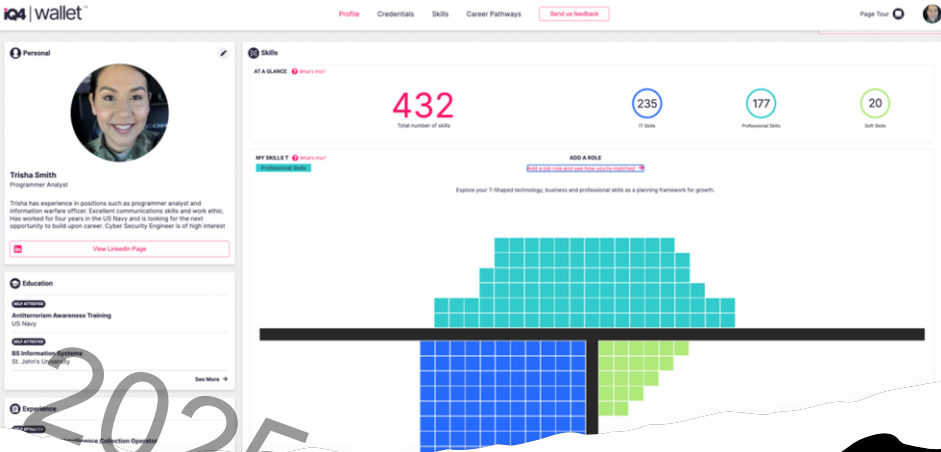 iQ4 | wallet™
Profile
Credentials
Skills
Career Pathways
Send us feedback
Page Tour
Personal
Trisha Smith
Programmer Analyst
Trisha has experience in positions such as programmer analyst and
information warfare officer. Excellent communications skills and work ethic.
Has worked for four years in the US Navy and is looking for the next
opportunity to build upon career. Cyber Security Engineer is of high interest
in View LinkedIn Page
Education
SELF ATTESTED
Antiterrorism Awareness Training
US Navy
SELF ATTESTED
BS Information Systems
St. John's University
See More →
Experience
Collection Operator
Skills
AT A GLANCE ? What's this?
432
Total number of skills
235
IT Skills
177
Professional Skills
20
Soft Skills
MY SKILLS T ? What's this?
Professional Skills
ADD A ROLE
Add a job role and see how you're matched →
Explore your T-Shaped technology, business and professional skills as a planning framework for growth.
2025